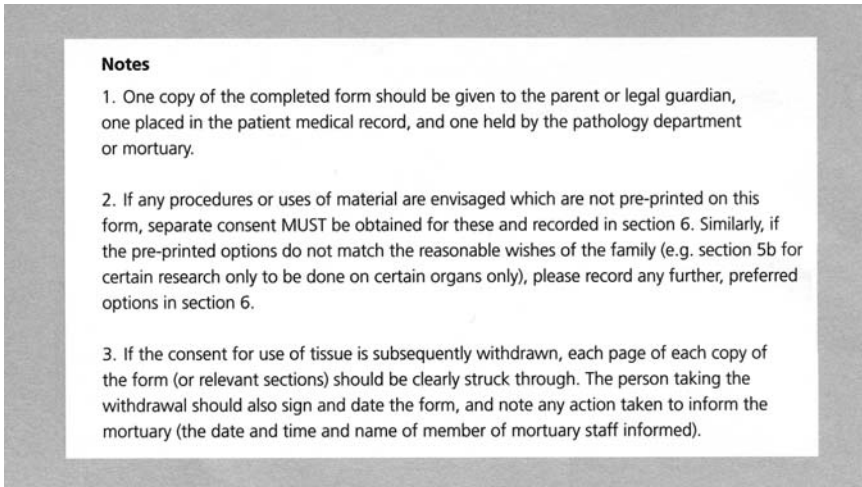 Notes
1. One copy of the completed form should be given to the parent or legal guardian,
one placed in the patient medical record, and one held by the pathology department
or mortuary.
2. If any procedures or uses of material are envisaged which are not pre-printed on this
form, separate consent MUST be obtained for these and recorded in section 6. Similarly, if
the pre-printed options do not match the reasonable wishes of the family (e.g. section 5b for
certain research only to be done on certain organs only), please record any further, preferred
options in section 6.
3. If the consent for use of tissue is subsequently withdrawn, each page of each copy of
the form (or relevant sections) should be clearly struck through. The person taking the
withdrawal should also sign and date the form, and note any action taken to inform the
mortuary (the date and time and name of member of mortuary staff informed).